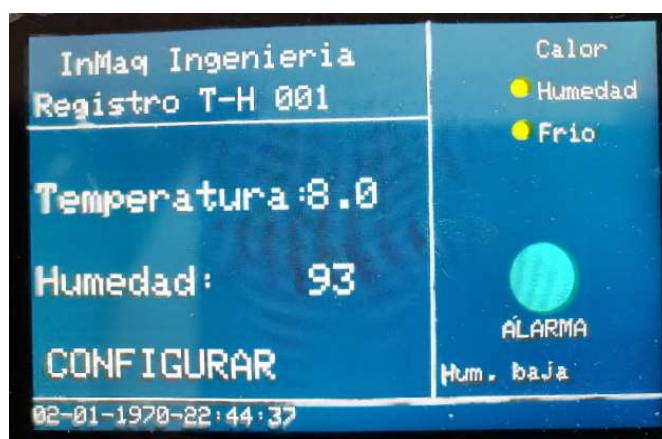 InMaq Ingenieria
Registro T-H 001
Temperatura:8.0
Humedad: 93
CONFIGURAR
02-01-1970-22:44:37
Calor
Humedad
Frio
ALARMA
Hum. baja